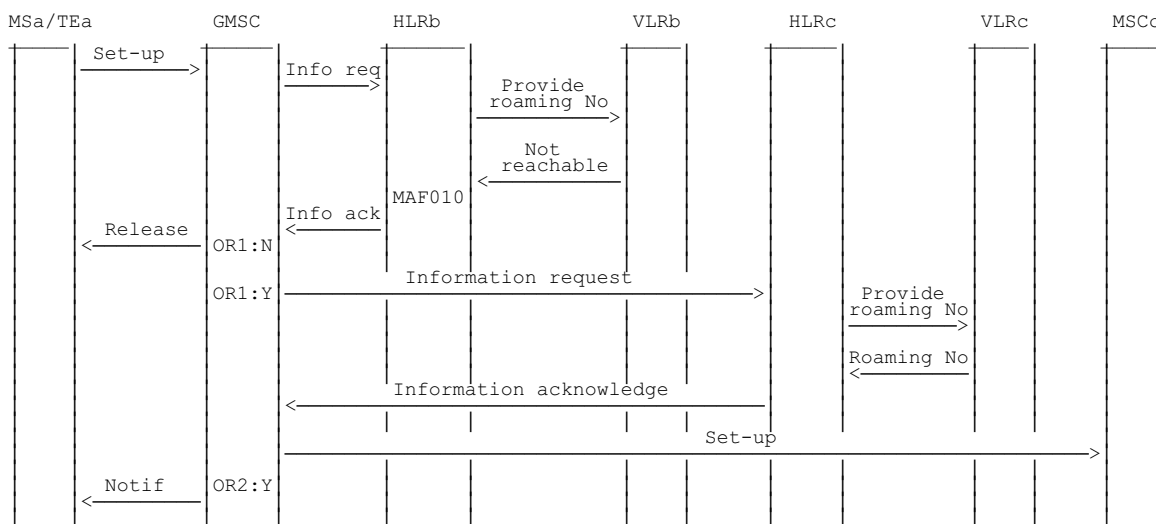 MSa/TEa GMSC HLRb VLRb HLRc VLRc MSCc
Set-up
Info req
Provide
roaming No
Not
reachable
MAF010
Info ack
Release OR1:N
Information request
OR1:Y Provide
roaming No
Roaming No
Information acknowledge
Set-up
Notif OR2:Y